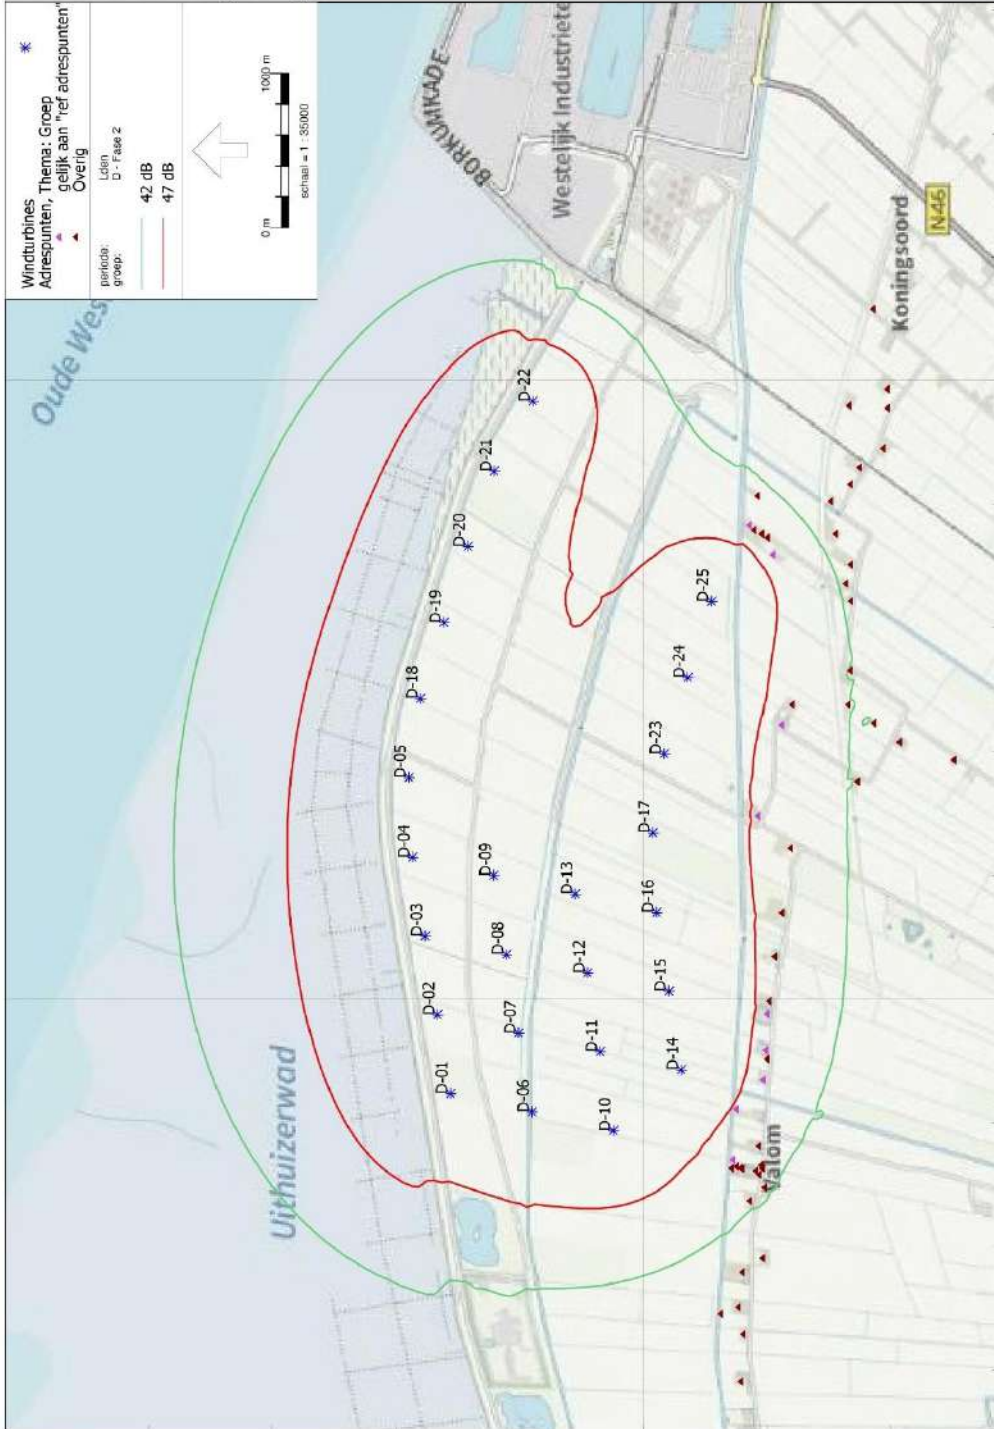 Windturbines
Adrespunten, Thema: Groep
gelijk aan "ref adrespunten"
Overig
periode: Lden
groep: D - Fase 2
42 dB
47 dB
0 m 1000 m
schaal = 1 : 35000
Oude Wes
Uithuizerwad
BORKUMKADE
Westelijk Industriete
Koningsoord
N46
Valom
D-01
D-02
D-03
D-04
D-05
D-18
D-19
D-20
D-21
D-22
D-06
D-07
D-08
D-09
D-10
D-11
D-12
D-13
D-14
D-15
D-16
D-17
D-23
D-24
D-25